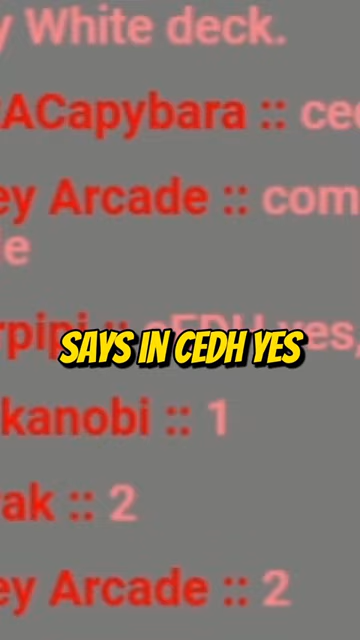 y White deck.
ACapybara :: ce
ey Arcade :: com
e
rpipi :: cEDH yes,
SAYS IN CEDH YES
kanobi :: 1
ak :: 2
ey Arcade :: 2